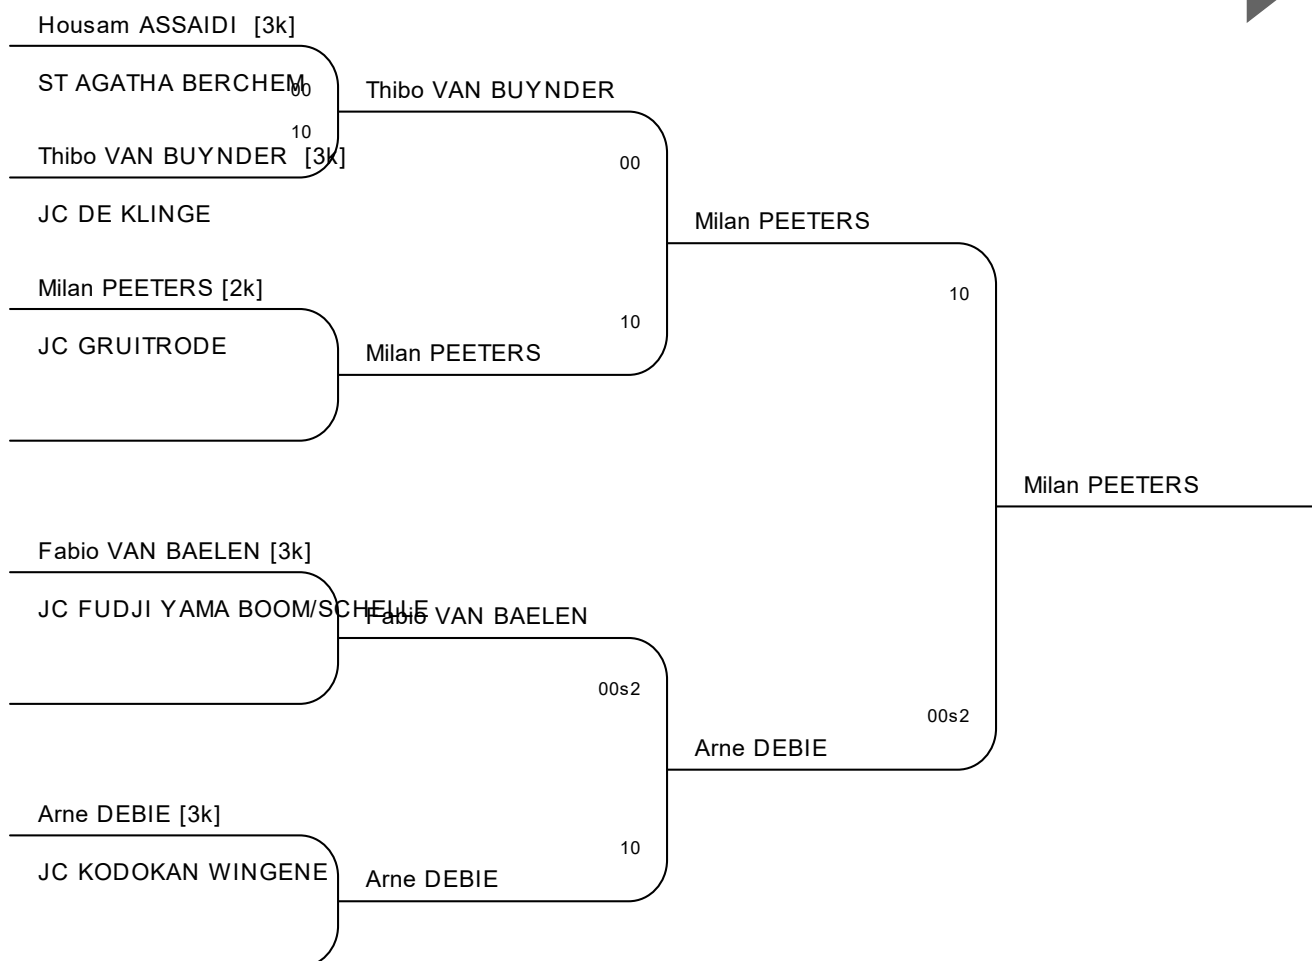 Housam ASSAIDI [3k]
ST AGATHA BERCHEM
00
Thibo VAN BUYNDER
10
Thibo VAN BUYNDER [3k]
00
JC DE KLINGE
Milan PEETERS
Milan PEETERS [2k]
10
10
JC GRUITRODE
Milan PEETERS
Milan PEETERS
Fabio VAN BAELEN [3k]
JC FUDJI YAMA BOOM/SCHELLE
Fabio VAN BAELEN
00s2
00s2
Arne DEBIE
Arne DEBIE [3k]
10
JC KODOKAN WINGENE
Arne DEBIE